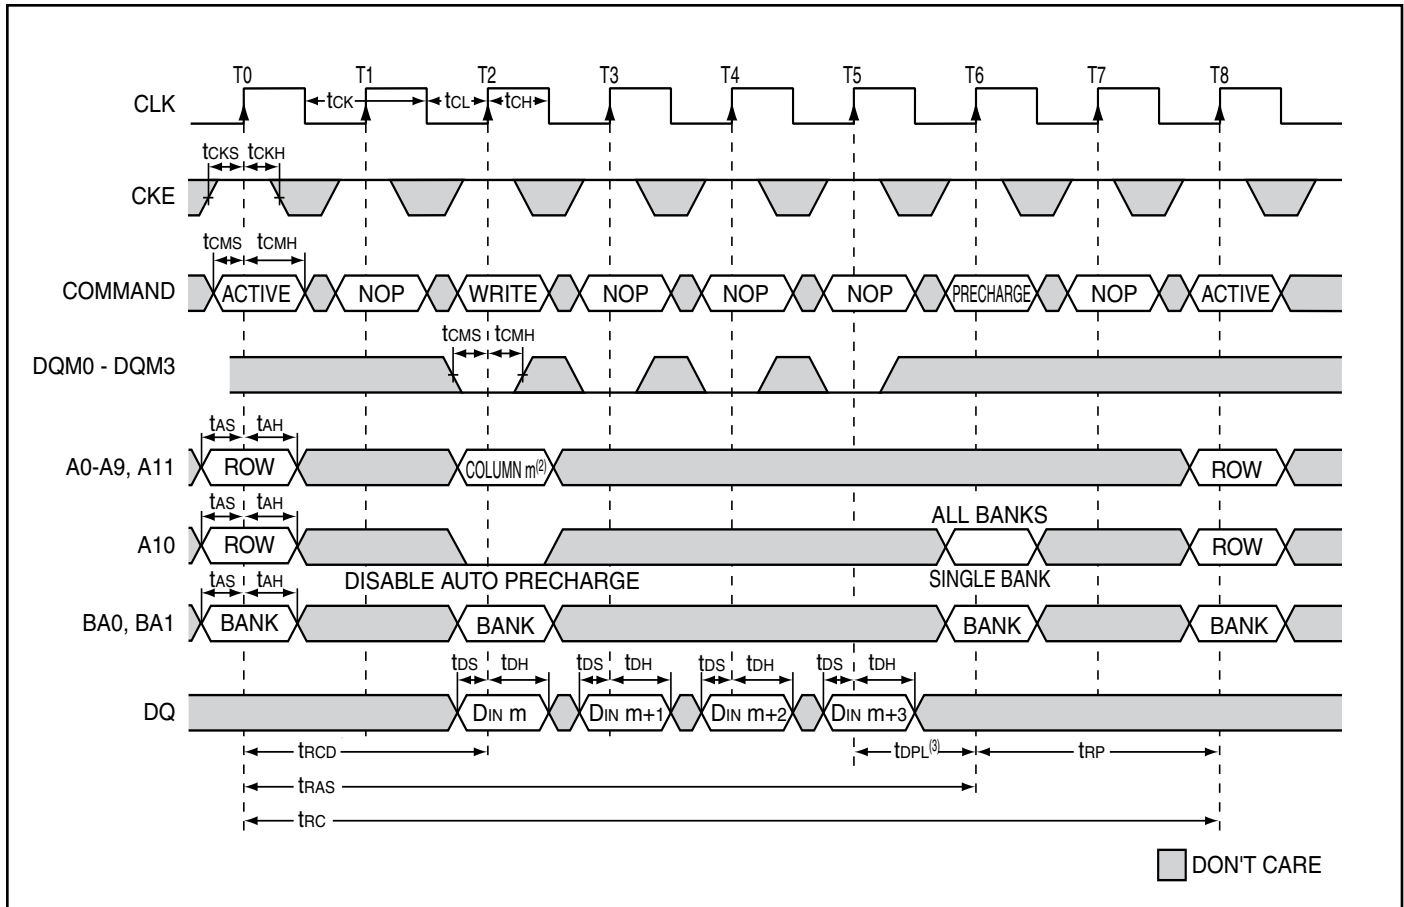 T0 T1 T2 T3 T4 T5 T6 T7 T8
CLK tCK tCL tCH
tCKS tCKH
CKE
tCMS tCMH
COMMAND ACTIVE NOP WRITE NOP NOP NOP PRECHARGE NOP ACTIVE
tCMS tCMH
DQM0 - DQM3
tAS tAH
A0-A9, A11 ROW COLUMN m(2) ROW
tAS tAH ALL BANKS
A10 ROW ROW
tAS tAH DISABLE AUTO PRECHARGE SINGLE BANK
BA0, BA1 BANK BANK BANK BANK
tDS tDH tDS tDH tDS tDH tDS tDH
DQ DIN m DIN m+1 DIN m+2 DIN m+3
tRCD tDPL(3) tRP
tRAS
tRC
DON'T CARE